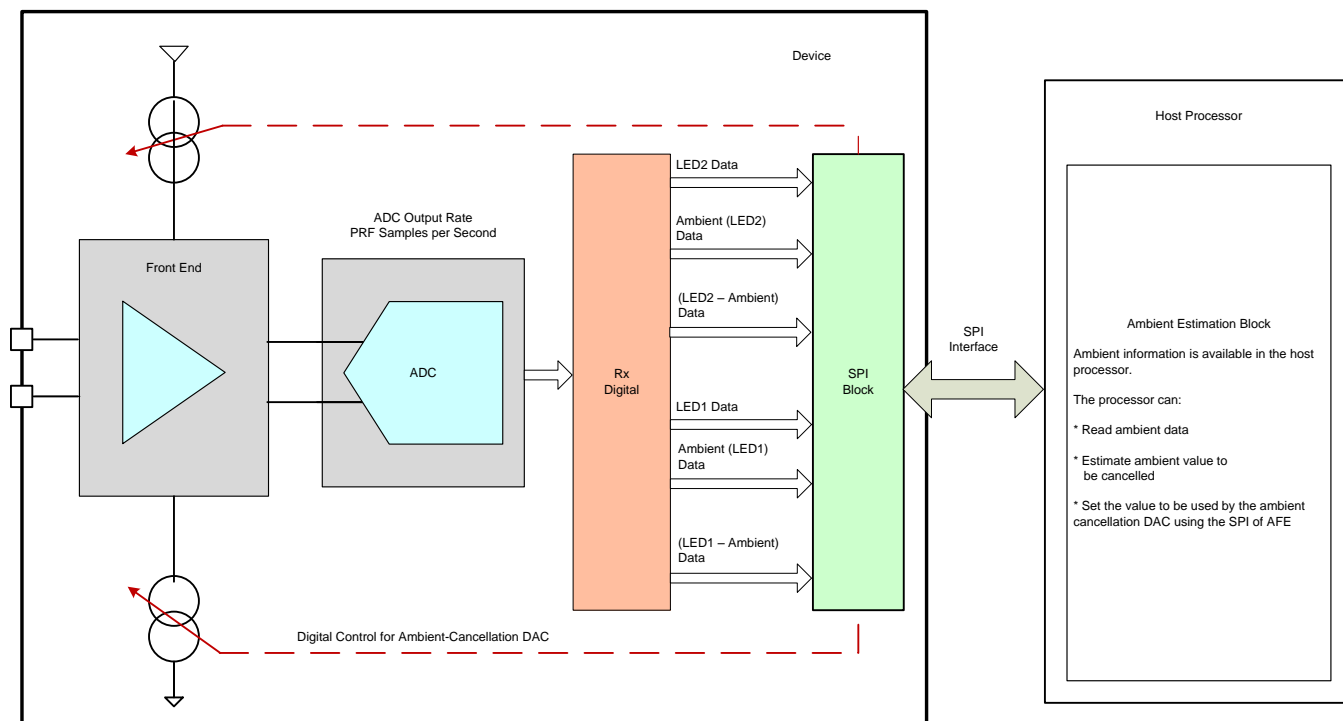 Device
Host Processor
LED2 Data
ADC Output Rate
PRF Samples per Second
Ambient (LED2)
Data
Front End
(LED2 – Ambient)
Data
ADC
Rx
Digital
SPI
Block
SPI
Interface
LED1 Data
Ambient (LED1)
Data
(LED1 – Ambient)
Data
Digital Control for Ambient-Cancellation DAC
Ambient Estimation Block
Ambient information is available in the host
processor.
The processor can:
* Read ambient data
* Estimate ambient value to
be cancelled
* Set the value to be used by the ambient
cancellation DAC using the SPI of AFE